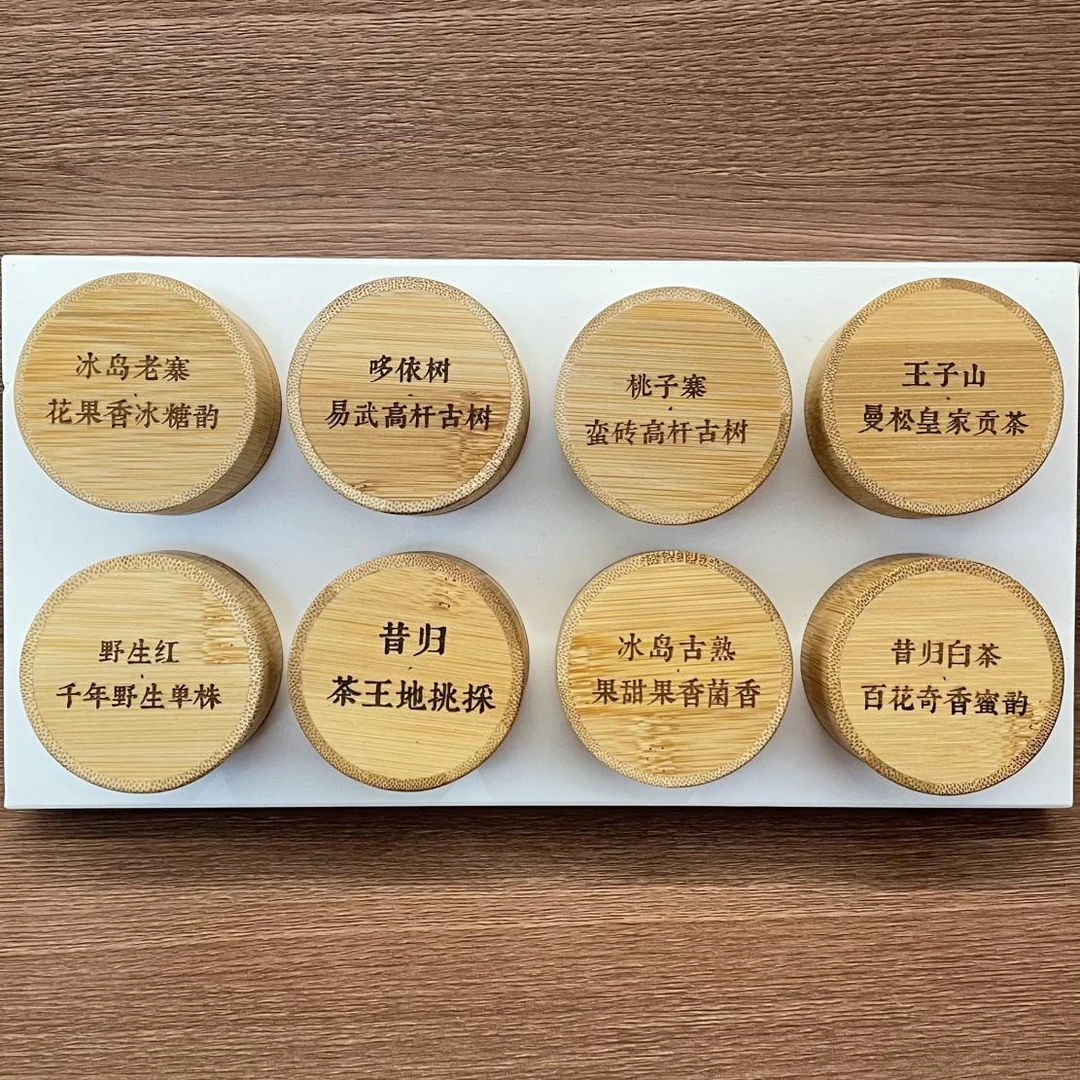 冰岛老寨
花果香冰糖韵
哆依树
易武高杆古树
桃子寨
蛮砖高杆古树
王子山
曼松皇家贡茶
野生红
千年野生单株
昔归
茶王地挑採
冰岛古熟
果甜果香菌香
昔归白茶
百花奇香蜜韵